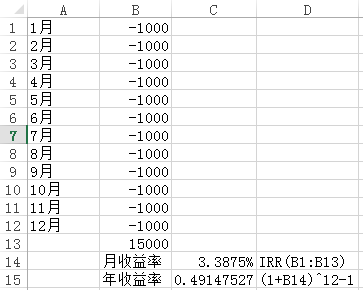 A B C D
1 1月 -1000
2 2月 -1000
3 3月 -1000
4 4月 -1000
5 5月 -1000
6 6月 -1000
7 7月 -1000
8 8月 -1000
9 9月 -1000
10 10月 -1000
11 11月 -1000
12 12月 -1000
13 15000
14 月收益率 3.3875% IRR(B1:B13)
15 年收益率 0.49147527 (1+B14)^12-1